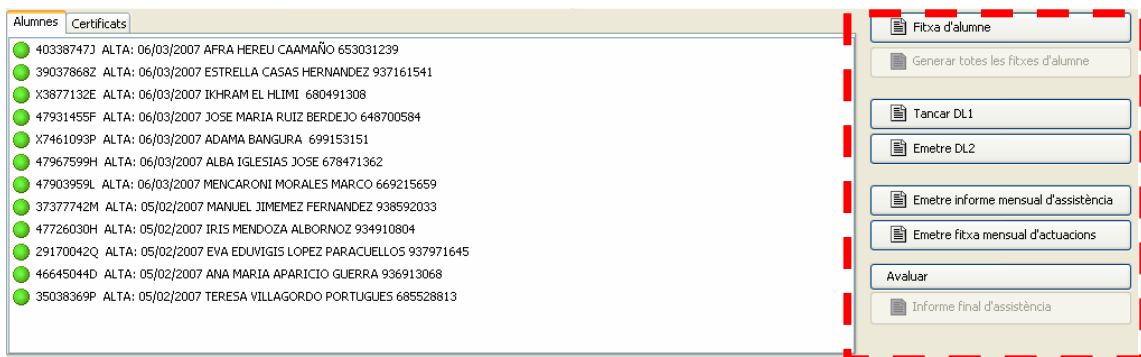 Alumnes Certificats
40338747J ALTA: 06/03/2007 AFRA HEREU CAAMAÑO 653031239
39037868Z ALTA: 06/03/2007 ESTRELLA CASAS HERNANDEZ 937161541
X3877132E ALTA: 06/03/2007 IKHRAM EL HLIMI 680491308
47931455F ALTA: 06/03/2007 JOSE MARIA RUIZ BERDEJO 648700584
X7461093P ALTA: 06/03/2007 ADAMA BANGURA 699153151
47967599H ALTA: 06/03/2007 ALBA IGLESIAS JOSE 678471362
47903959L ALTA: 06/03/2007 MENCARONI MORALES MARCO 669215659
37377742M ALTA: 05/02/2007 MANUEL JIMEMEZ FERNANDEZ 938592033
47726030H ALTA: 05/02/2007 IRIS MENDOZA ALBORNOZ 934910804
29170042Q ALTA: 05/02/2007 EVA EDUVIGIS LOPEZ PARACUELLOS 937971645
46645044D ALTA: 05/02/2007 ANA MARIA APARICIO GUERRA 936913068
35038369P ALTA: 05/02/2007 TERESA VILLAGORDO PORTUGUES 685528813
Fitxa d'alumne
Generar totes les fitxes d'alumne
Tancar DL1
Emetre DL2
Emetre informe mensual d'assistència
Emetre fitxa mensual d'actuacions
Avaluar
Informe final d'assistència